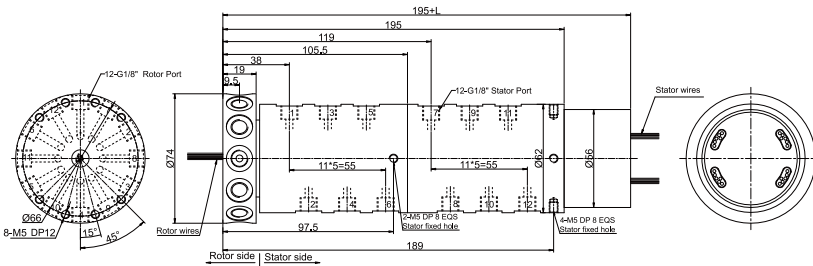 195+L
195
119
105.5
38
19
9.5
12-G1/8" Rotor Port
12-G1/8" Stator Port
Stator wires
1
3
5
7
9
11
Ø74
11*5=55
11*5=55
Ø62
Ø56
2
4
6
8
10
12
Ø66
8-M5 DP12
15°
45°
Rotor wires
2-M5 DP 8 EQS
Stator fixed hole
4-M5 DP 8 EQS
Stator fixed hole
97.5
189
Rotor side
Stator side